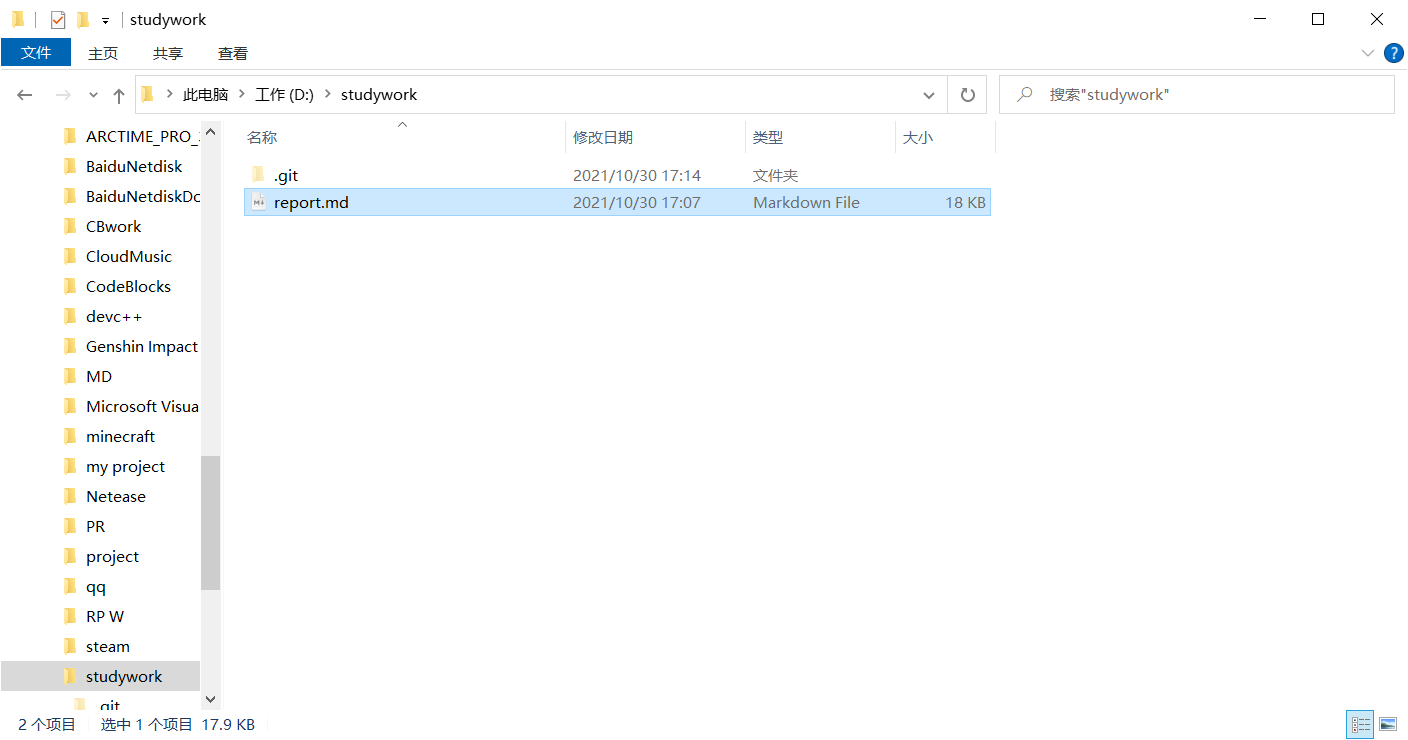 studywork
文件 主页 共享 查看
此电脑 工作 (D:) studywork 搜索"studywork"
名称 修改日期 类型 大小
.git 2021/10/30 17:14 文件夹
report.md 2021/10/30 17:07 Markdown File 18 KB
ARCTIME_PRO_
BaiduNetdisk
BaiduNetdiskDo
CBwork
CloudMusic
CodeBlocks
devc++
Genshin Impact
MD
Microsoft Visua
minecraft
my project
Netease
PR
project
qq
RP W
steam
studywork
.git
2 个项目 选中 1 个项目 17.9 KB